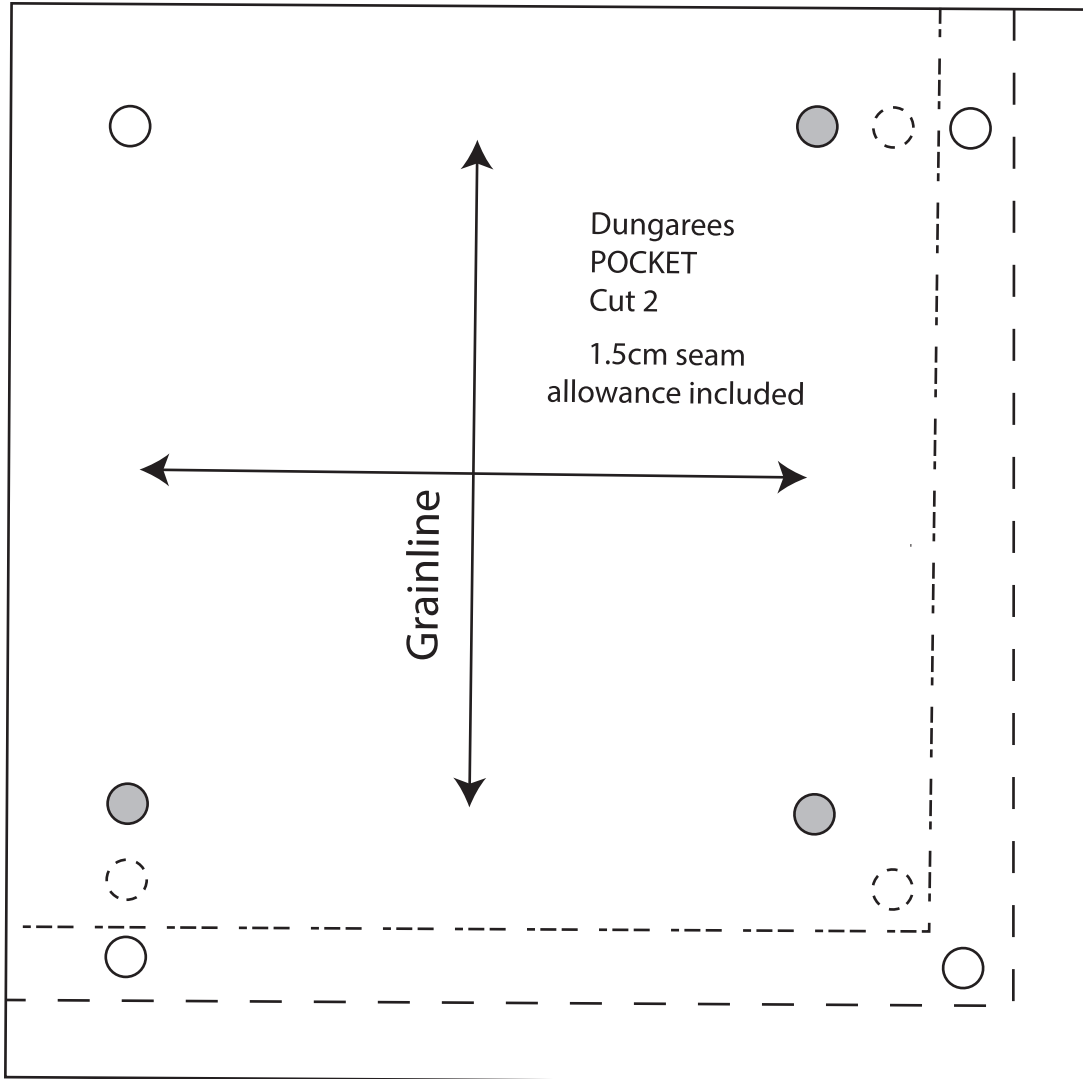 Dungarees
POCKET
Cut 2
1.5cm seam
allowance included
Grainline